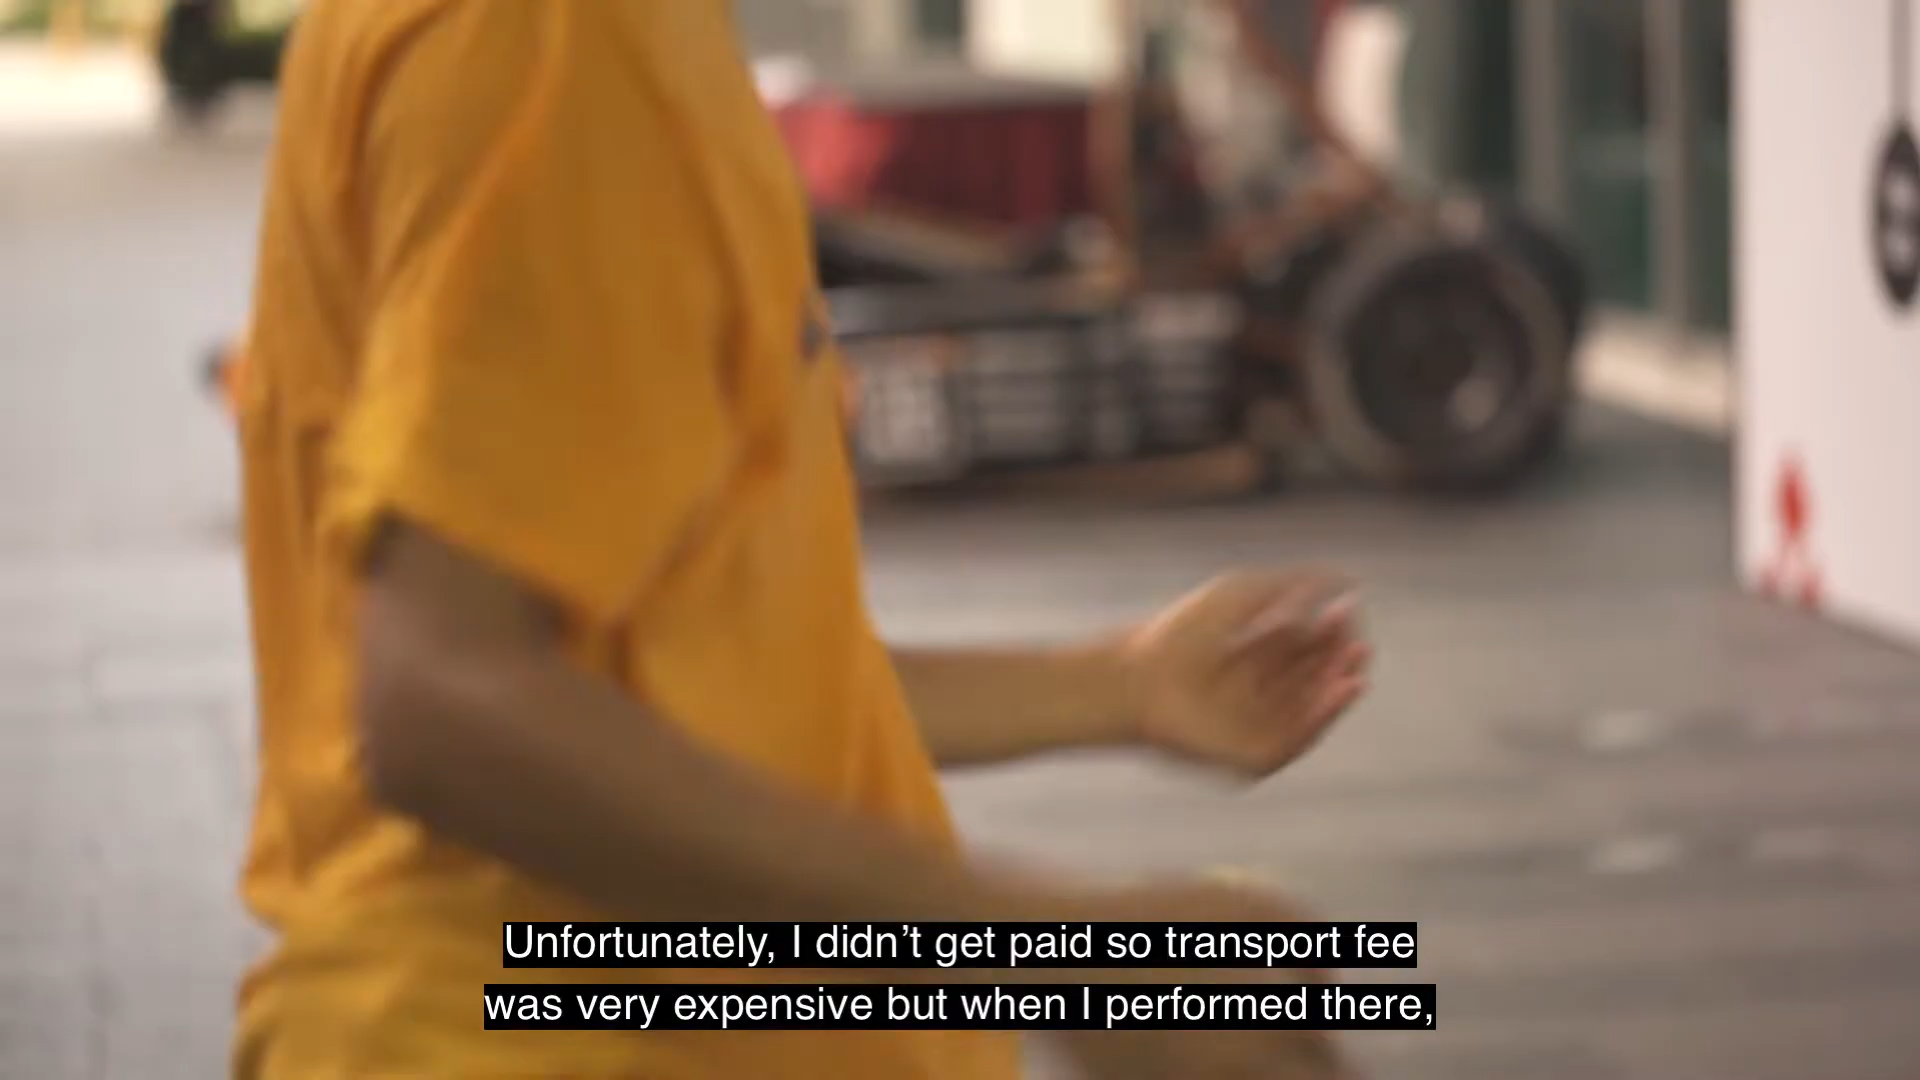 Unfortunately, I didn’t get paid so transport fee
was very expensive but when I performed there,